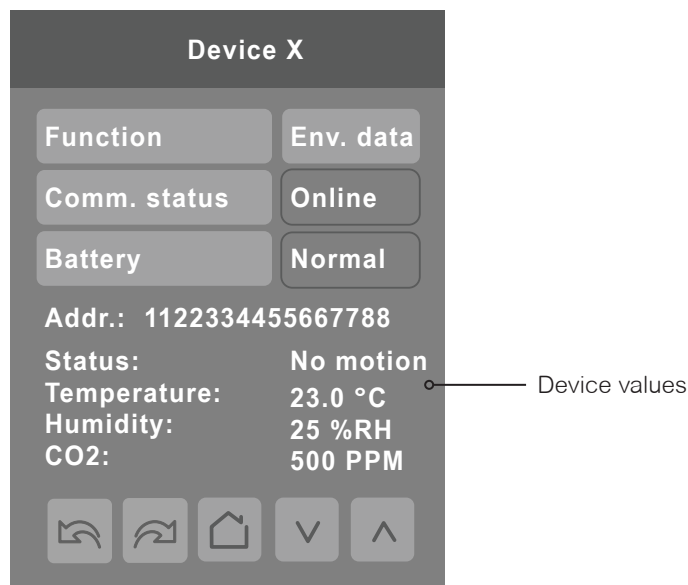 Device X
Function Env. data
Comm. status Online
Battery Normal
Addr.: 1122334455667788
Status: No motion
Temperature: 23.0 °C
Humidity: 25 %RH
CO2: 500 PPM
Device values